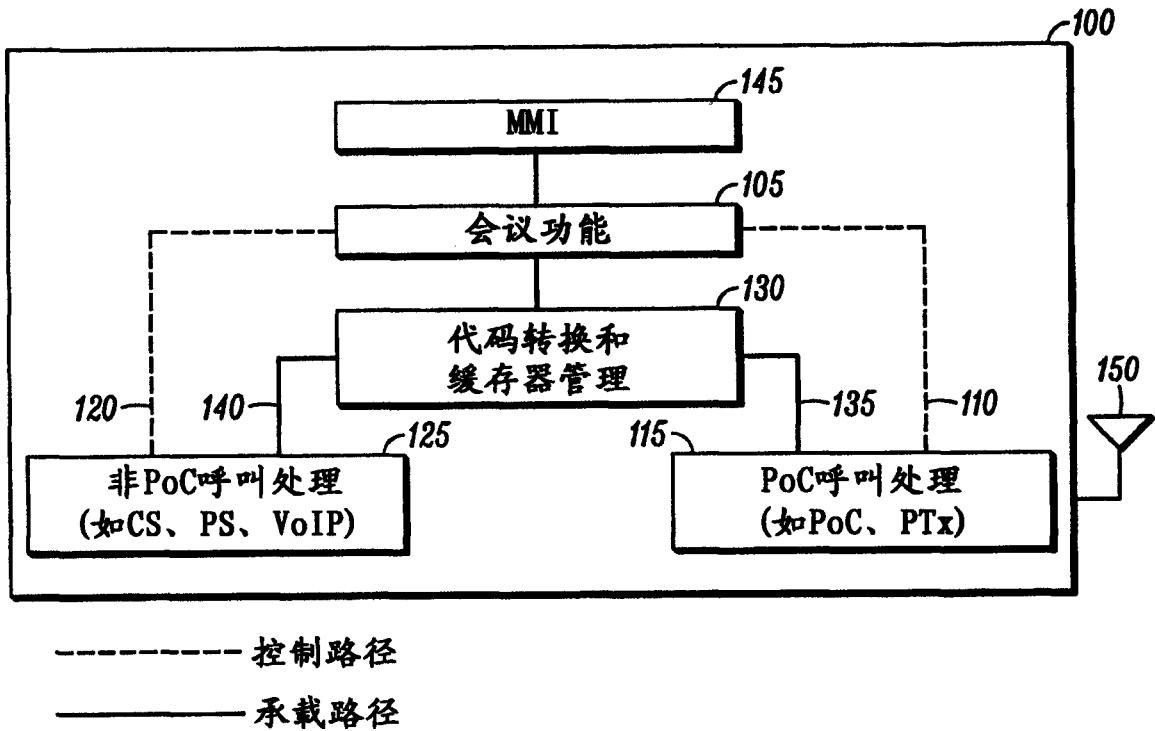 100
145
MMI
105
会议功能
130
代码转换和
缓存器管理
120
140
135
110
150
125
115
非PoC呼叫处理
(如CS、PS、VoIP)
PoC呼叫处理
(如PoC、PTx)
控制路径
承载路径